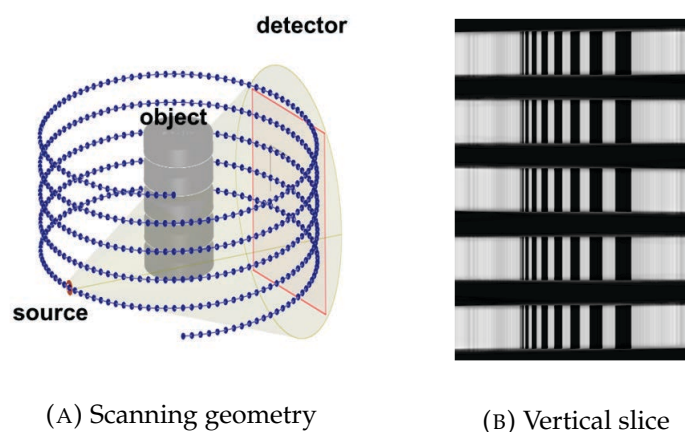 detector
object
source
(A) Scanning geometry
(B) Vertical slice